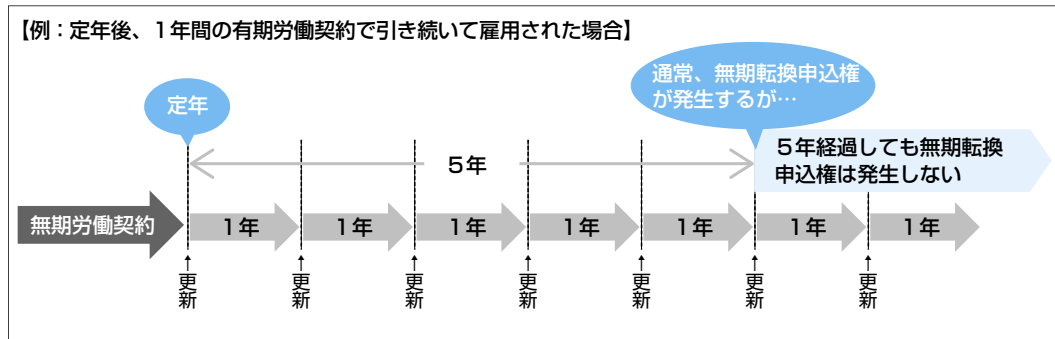 【例：定年後、１年間の有期労働契約で引き続いて雇用された場合】
通常、無期転換申込権
が発生するが…
定年
５年経過しても無期転換
申込権は発生しない
５年
無期労働契約
１年
１年
１年
１年
１年
１年
１年
↑更新
↑更新
↑更新
↑更新
↑更新
↑更新
↑更新